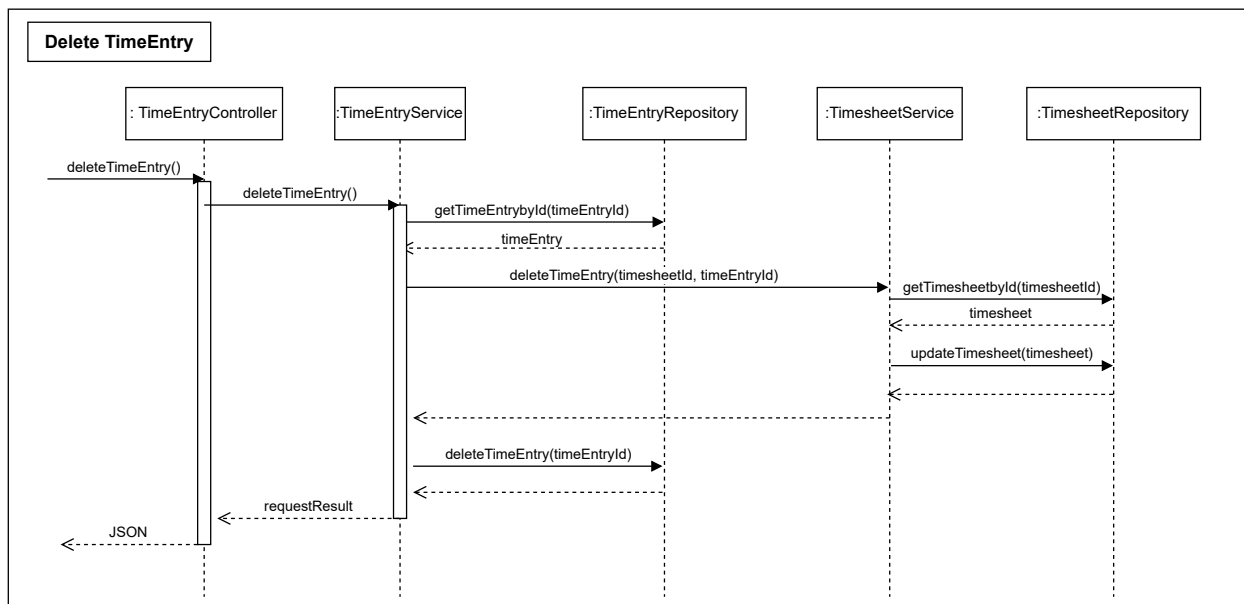 Delete TimeEntry
: TimeEntryController
:TimeEntryService
:TimeEntryRepository
:TimesheetService
:TimesheetRepository
deleteTimeEntry()
deleteTimeEntry()
getTimeEntrybyId(timeEntryId)
timeEntry
deleteTimeEntry(timesheetId, timeEntryId)
getTimesheetbyId(timesheetId)
timesheet
updateTimesheet(timesheet)
deleteTimeEntry(timeEntryId)
requestResult
JSON